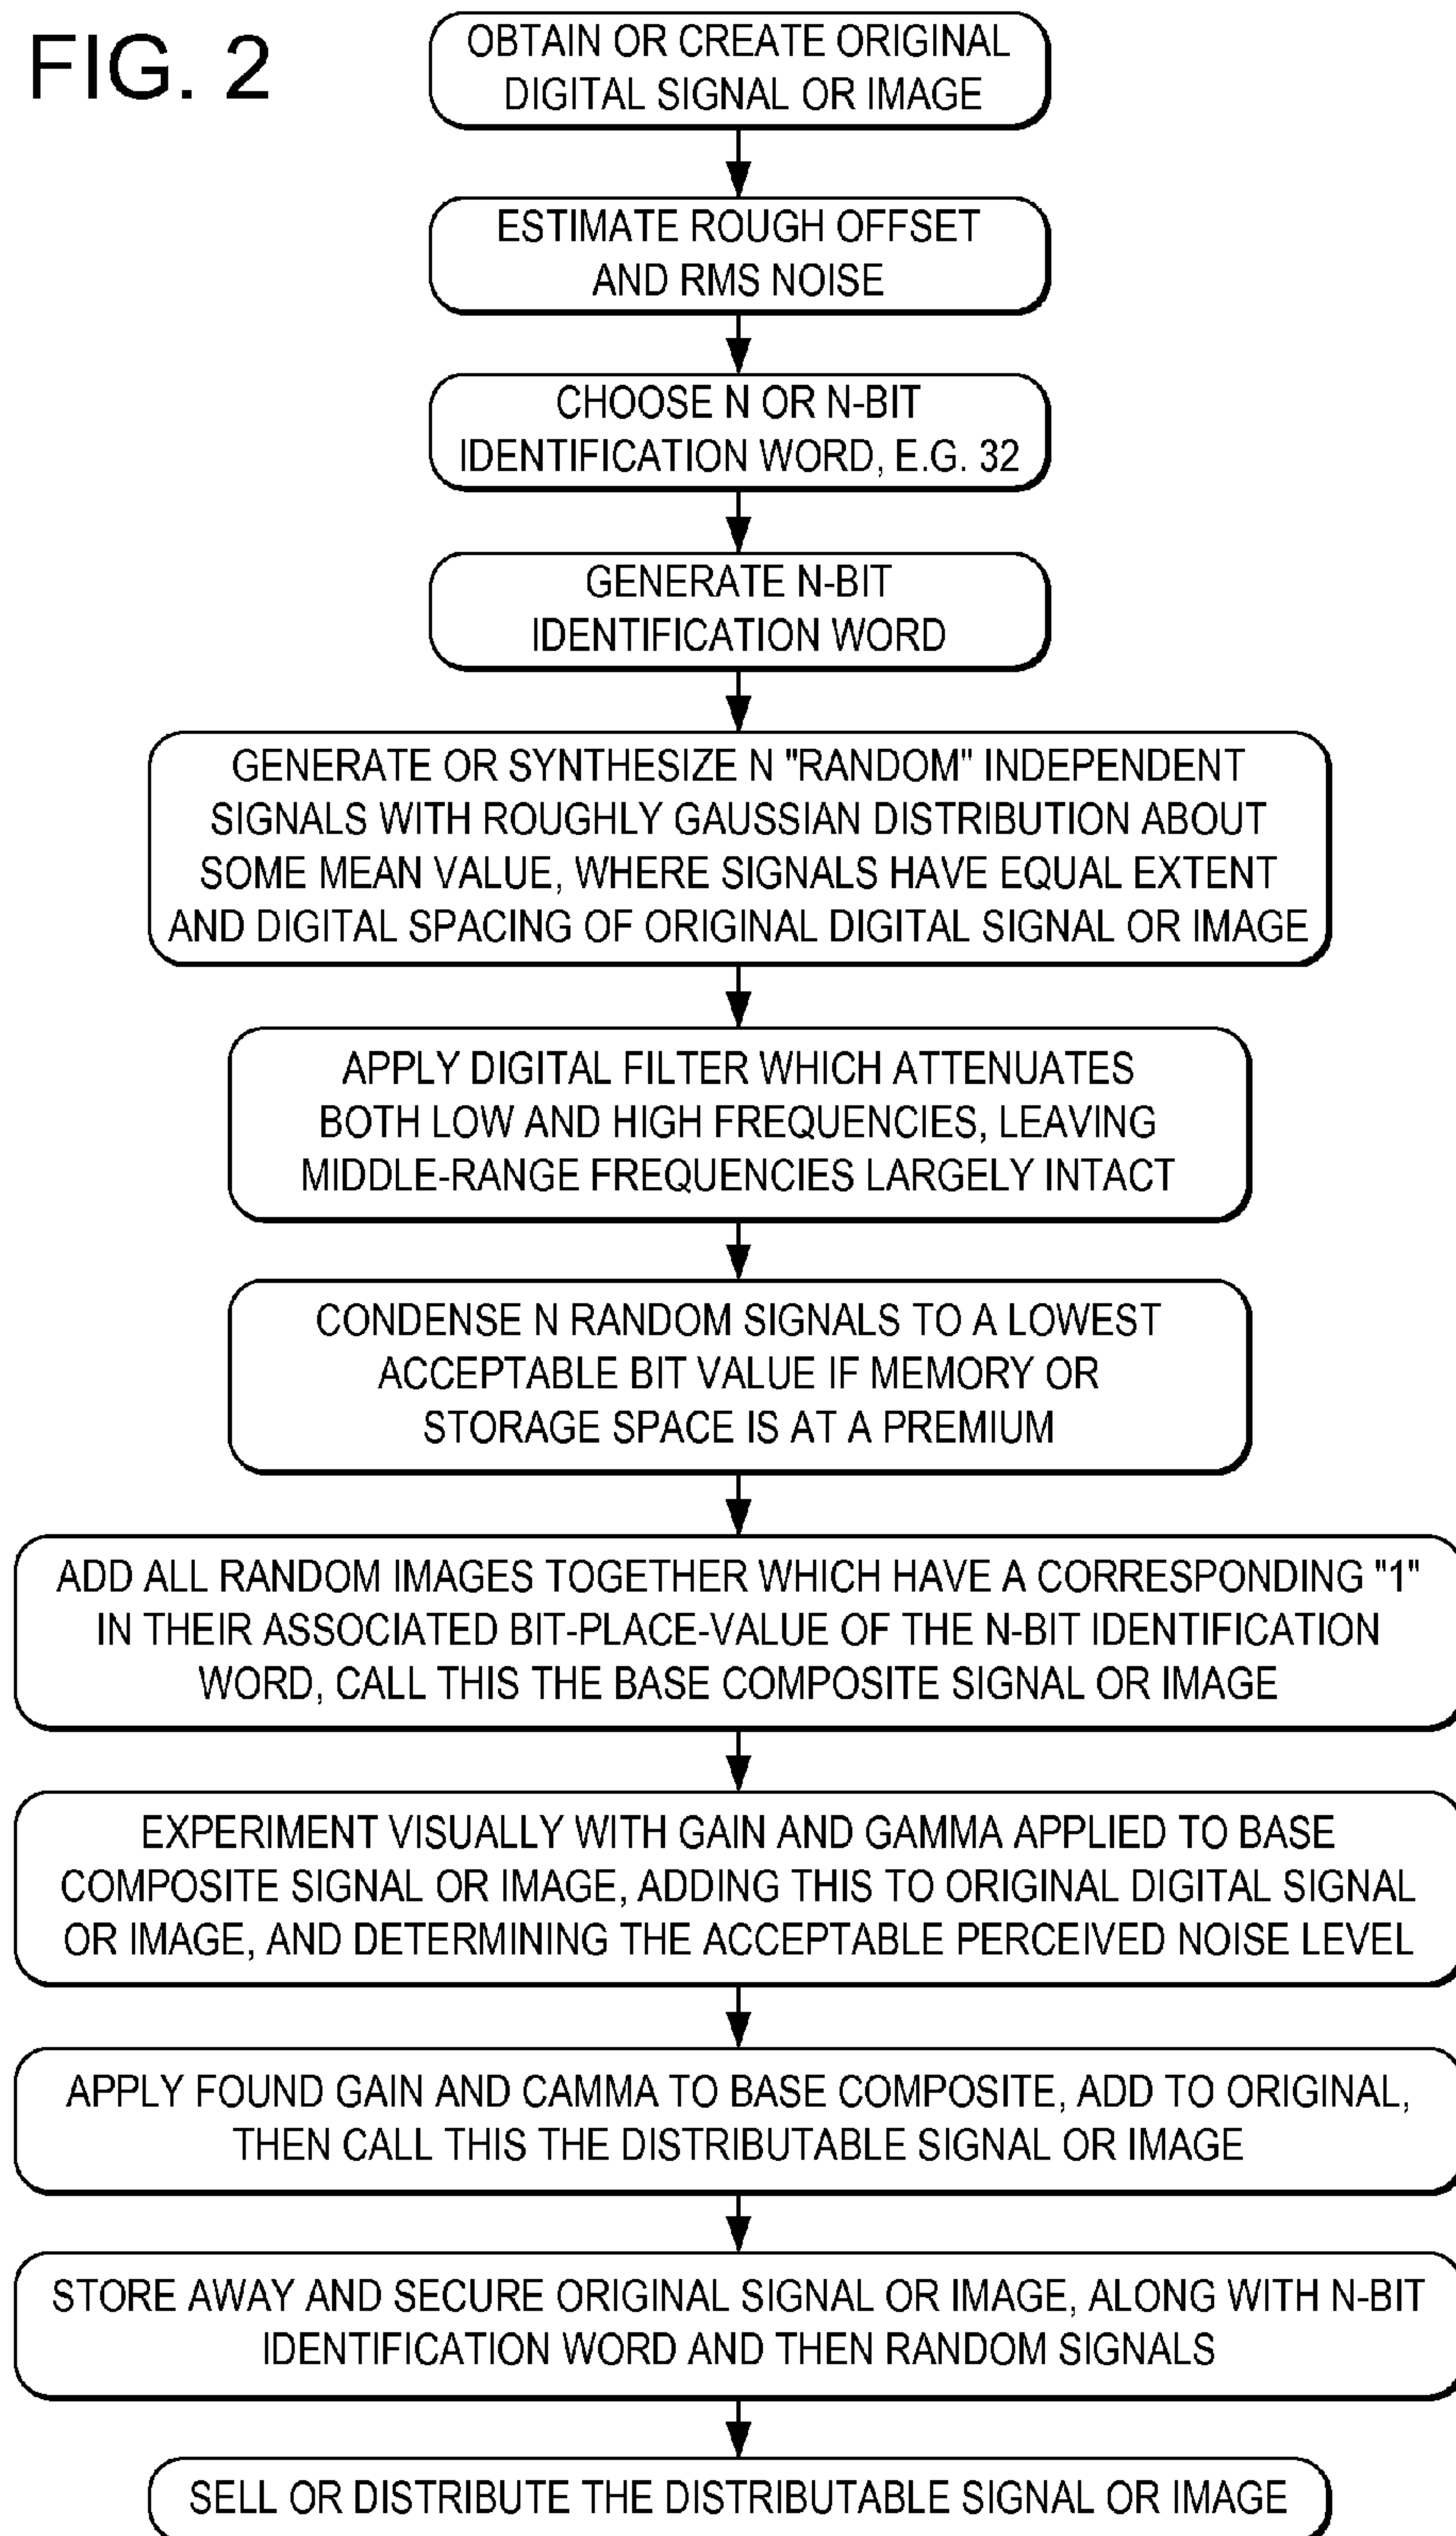 FIG. 2
OBTAIN OR CREATE ORIGINAL
DIGITAL SIGNAL OR IMAGE
ESTIMATE ROUGH OFFSET
AND RMS NOISE
CHOOSE N OR N-BIT
IDENTIFICATION WORD, E.G. 32
GENERATE N-BIT
IDENTIFICATION WORD
GENERATE OR SYNTHESIZE N "RANDOM" INDEPENDENT
SIGNALS WITH ROUGHLY GAUSSIAN DISTRIBUTION ABOUT
SOME MEAN VALUE, WHERE SIGNALS HAVE EQUAL EXTENT
AND DIGITAL SPACING OF ORIGINAL DIGITAL SIGNAL OR IMAGE
APPLY DIGITAL FILTER WHICH ATTENUATES
BOTH LOW AND HIGH FREQUENCIES, LEAVING
MIDDLE-RANGE FREQUENCIES LARGELY INTACT
CONDENSE N RANDOM SIGNALS TO A LOWEST
ACCEPTABLE BIT VALUE IF MEMORY OR
STORAGE SPACE IS AT A PREMIUM
ADD ALL RANDOM IMAGES TOGETHER WHICH HAVE A CORRESPONDING "1"
IN THEIR ASSOCIATED BIT-PLACE-VALUE OF THE N-BIT IDENTIFICATION
WORD, CALL THIS THE BASE COMPOSITE SIGNAL OR IMAGE
EXPERIMENT VISUALLY WITH GAIN AND GAMMA APPLIED TO BASE
COMPOSITE SIGNAL OR IMAGE, ADDING THIS TO ORIGINAL DIGITAL SIGNAL
OR IMAGE, AND DETERMINING THE ACCEPTABLE PERCEIVED NOISE LEVEL
APPLY FOUND GAIN AND CAMMA TO BASE COMPOSITE, ADD TO ORIGINAL,
THEN CALL THIS THE DISTRIBUTABLE SIGNAL OR IMAGE
STORE AWAY AND SECURE ORIGINAL SIGNAL OR IMAGE, ALONG WITH N-BIT
IDENTIFICATION WORD AND THEN RANDOM SIGNALS
SELL OR DISTRIBUTE THE DISTRIBUTABLE SIGNAL OR IMAGE